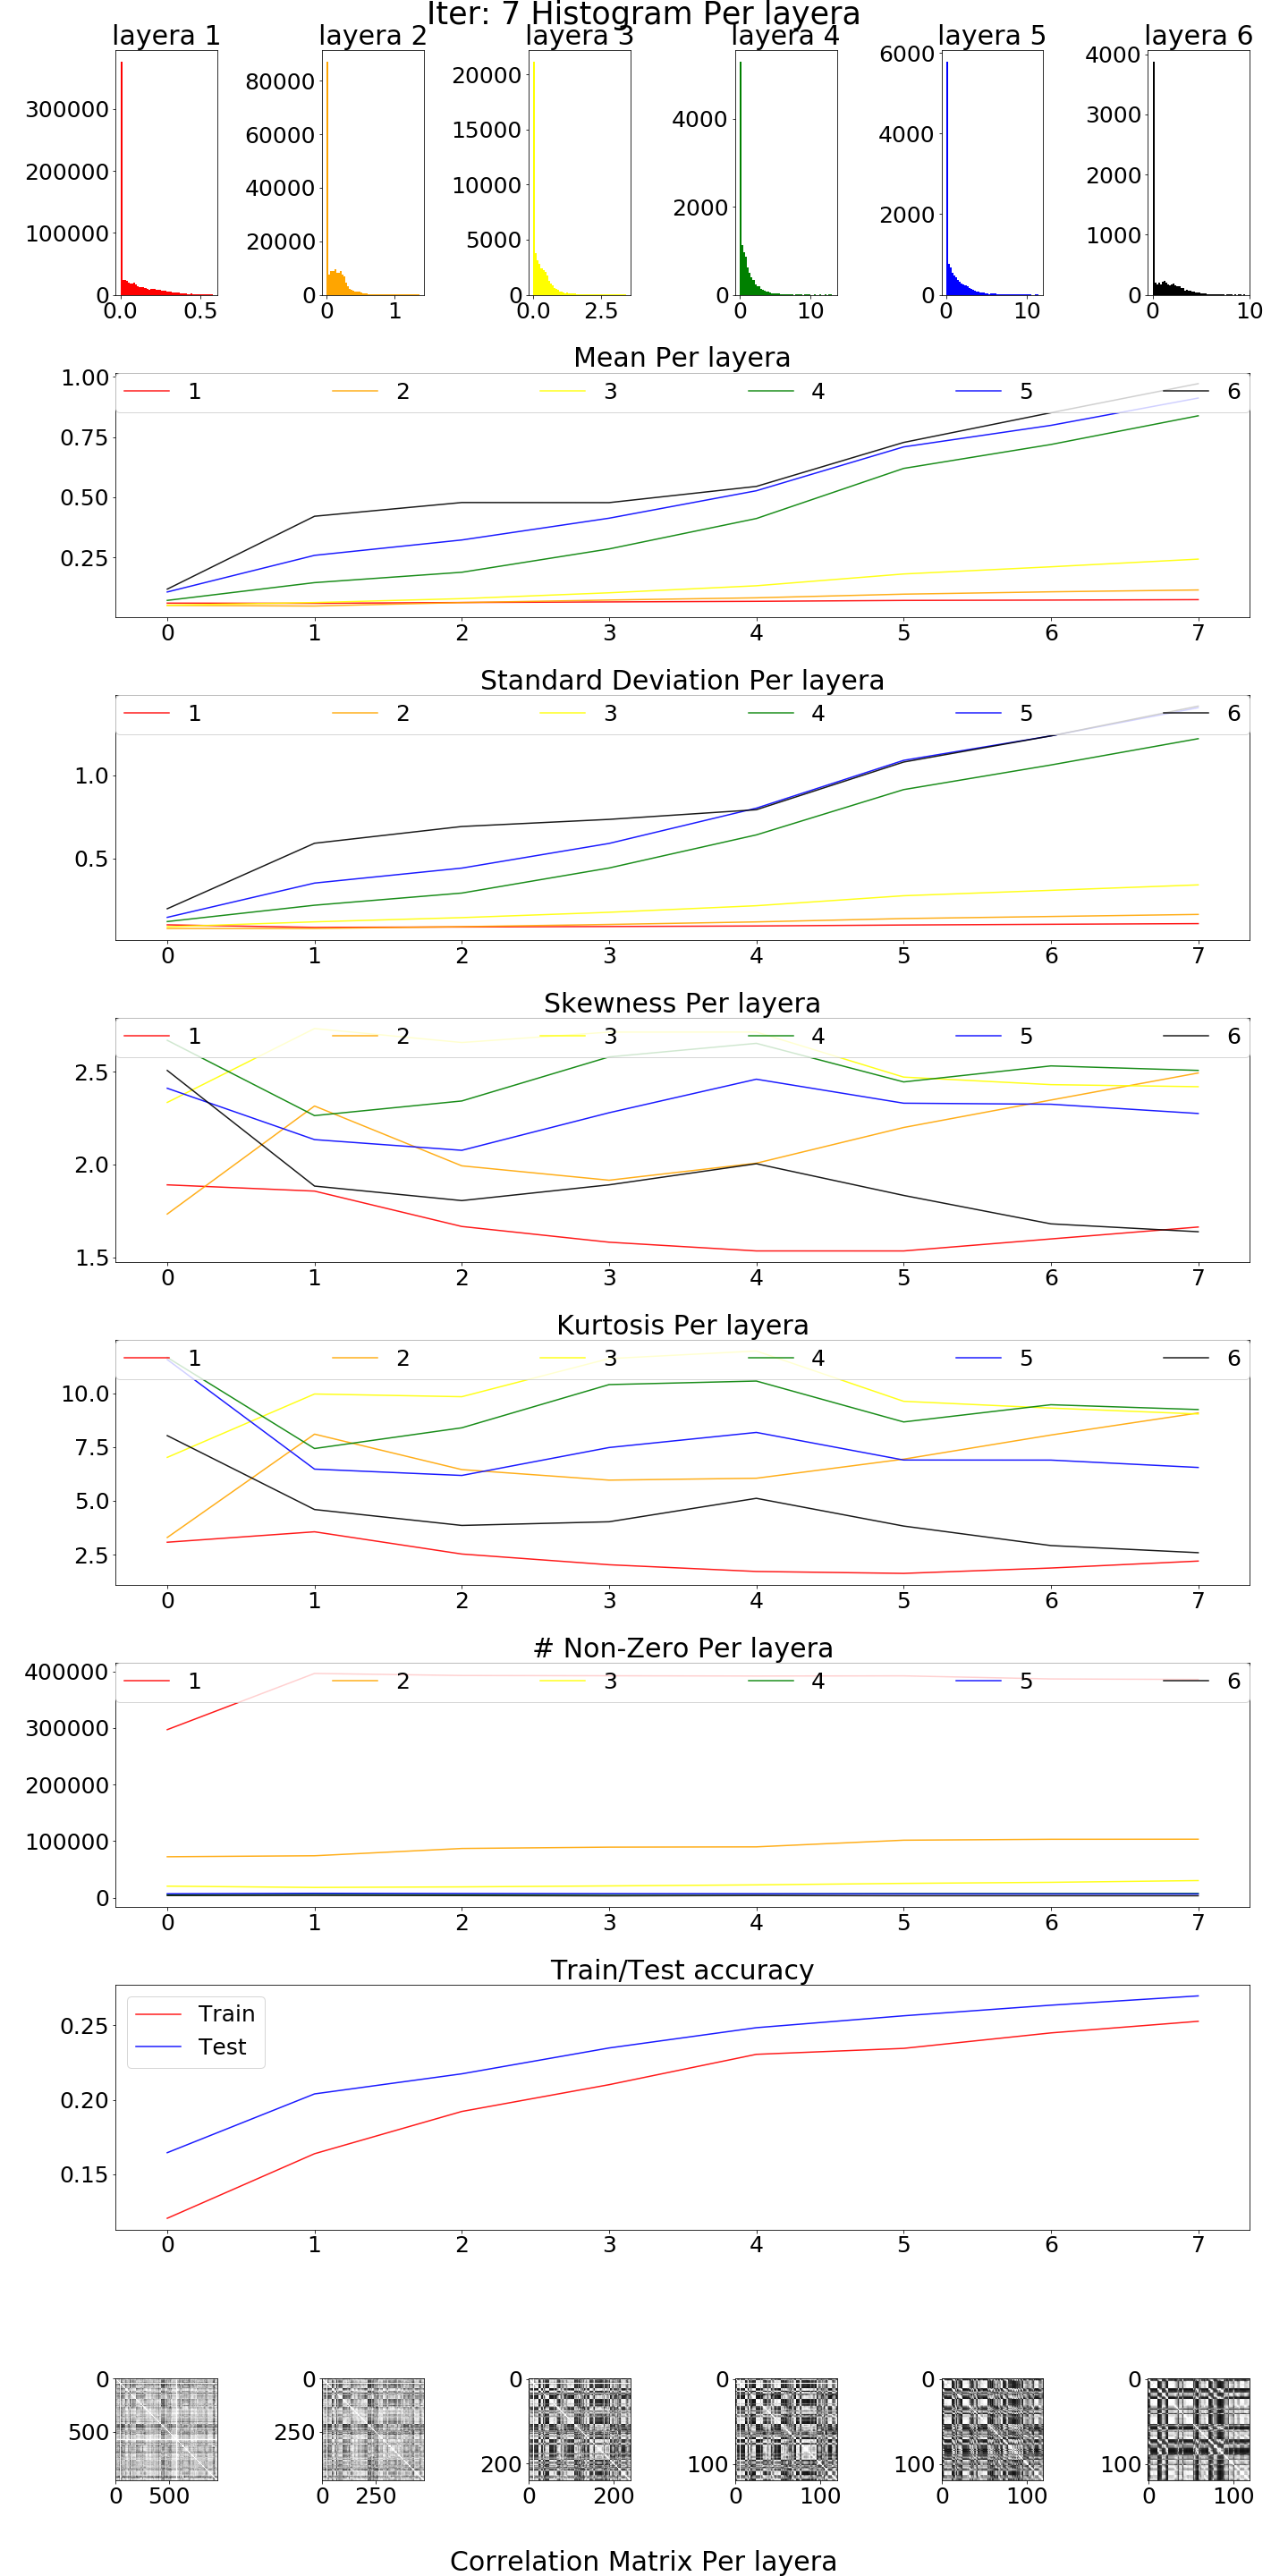 Iter: 7 Histogram Per layera
layera 1 layera 2 layera 3 layera 4 layera 5 layera 6
300000 200000 100000 0
0.0 0.5
80000 60000 40000 20000 0
0 1
20000 15000 10000 5000 0
0.0 2.5
4000 2000 0
0 10
6000 4000 2000 0
0 10
4000 3000 2000 1000 0
0 10
Mean Per layera
1 2 3 4 5 6
1.00
0.75
0.50
0.25
0 1 2 3 4 5 6 7
Standard Deviation Per layera
1 2 3 4 5 6
1.0
0.5
0 1 2 3 4 5 6 7
Skewness Per layera
1 2 3 4 5 6
2.5
2.0
1.5
0 1 2 3 4 5 6 7
Kurtosis Per layera
1 2 3 4 5 6
10.0
7.5
5.0
2.5
0 1 2 3 4 5 6 7
# Non-Zero Per layera
400000
1 2 3 4 5 6
300000
200000
100000
0
0 1 2 3 4 5 6 7
Train/Test accuracy
Train
Test
0.25
0.20
0.15
0 1 2 3 4 5 6 7
0 500
0 500
0 250
0 250
0 200
0 200
0 100
0 100
0 100
0 100
0 100
0 100
Correlation Matrix Per layera